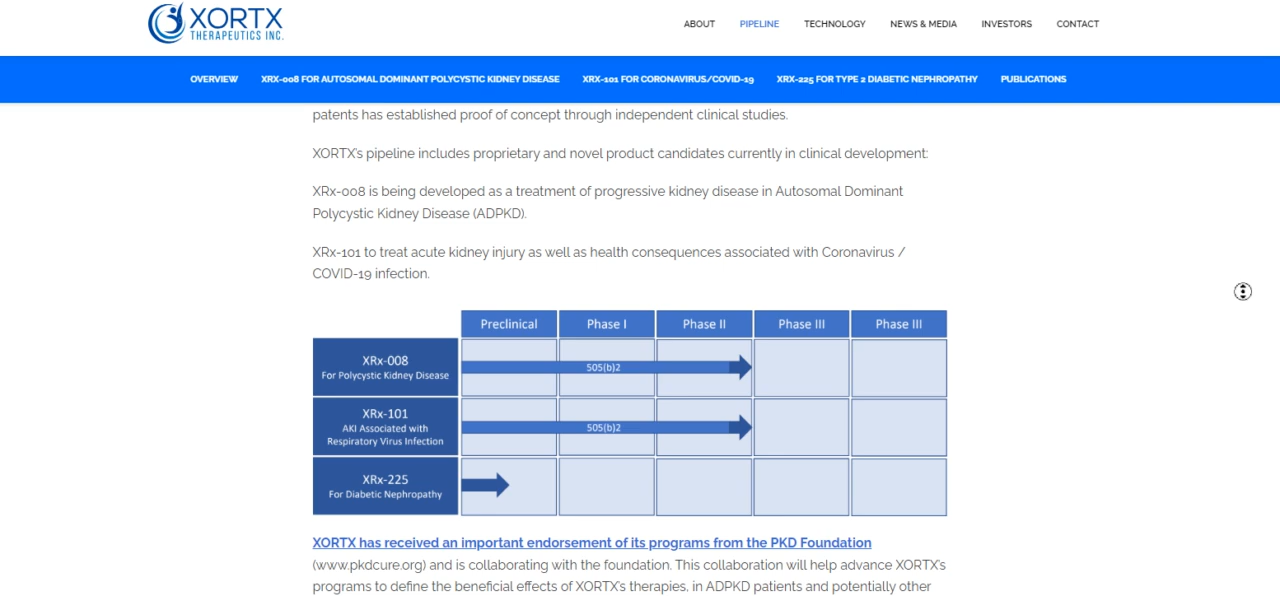 XORTX
THERAPEUTICS INC.
ABOUT PIPELINE TECHNOLOGY NEWS & MEDIA INVESTORS CONTACT
OVERVIEW XRX-008 FOR AUTOSOMAL DOMINANT POLYCYSTIC KIDNEY DISEASE XRX-101 FOR CORONAVIRUS/COVID-19 XRX-225 FOR TYPE 2 DIABETIC NEPHROPATHY PUBLICATIONS
patents has established proof of concept through independent clinical studies.
XORTX's pipeline includes proprietary and novel product candidates currently in clinical development:
XRx-008 is being developed as a treatment of progressive kidney disease in Autosomal Dominant
Polycystic Kidney Disease (ADPKD).
XRx-101 to treat acute kidney injury as well as health consequences associated with Coronavirus /
COVID-19 infection.
Preclinical Phase I Phase II Phase III Phase III
XRx-008
For Polycystic Kidney Disease
505(b)2
XRx-101
AKI Associated with
Respiratory Virus Infection
505(b)2
XRx-225
For Diabetic Nephropathy
XORTX has received an important endorsement of its programs from the PKD Foundation
(www.pkdcure.org) and is collaborating with the foundation. This collaboration will help advance XORTX's
programs to define the beneficial effects of XORTX's therapies, in ADPKD patients and potentially other